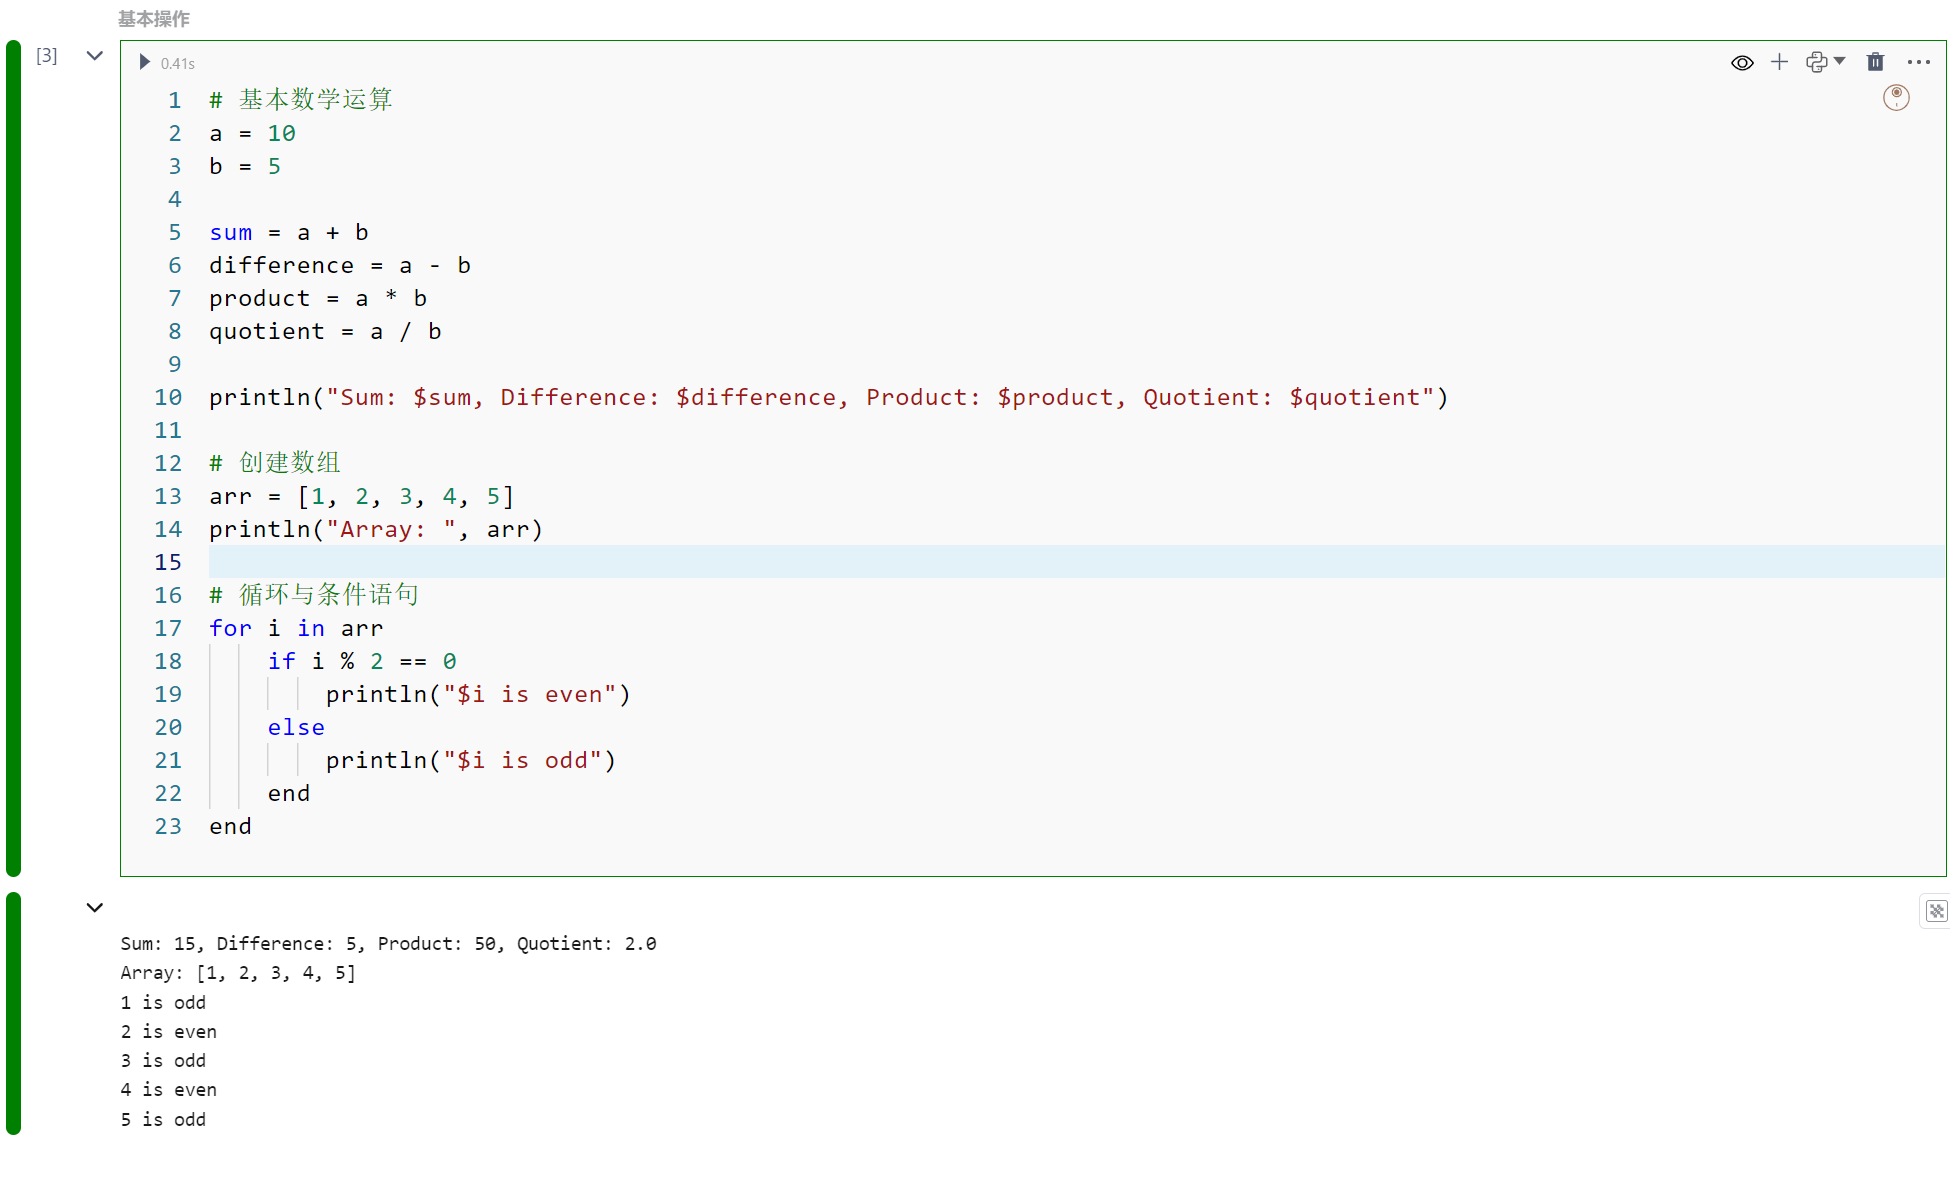 基本操作
[3]
0.41s
1 # 基本数学运算
2 a = 10
3 b = 5
4
5 sum = a + b
6 difference = a - b
7 product = a * b
8 quotient = a / b
9
10 println("Sum: $sum, Difference: $difference, Product: $product, Quotient: $quotient")
11
12 # 创建数组
13 arr = [1, 2, 3, 4, 5]
14 println("Array: ", arr)
15
16 # 循环与条件语句
17 for i in arr
18     if i % 2 == 0
19         println("$i is even")
20     else
21         println("$i is odd")
22     end
23 end
Sum: 15, Difference: 5, Product: 50, Quotient: 2.0
Array: [1, 2, 3, 4, 5]
1 is odd
2 is even
3 is odd
4 is even
5 is odd